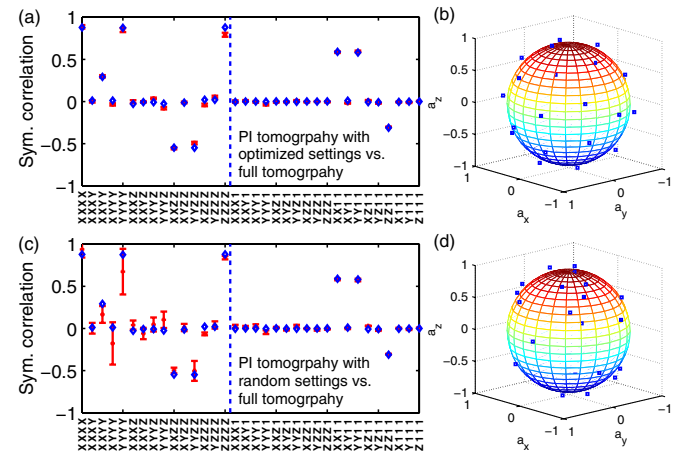 (a)
1
0.5
0
−0.5
−1
Sym. correlation
PI tomogrpahy with
optimized settings vs.
full tomogrpahy
XXXX
XXXY
XXYY
XYYY
YYYY
XXXZ
XXYZ
XYYZ
YYYZ
XXZZ
XYZZ
YYZZ
XZZZ
YZZZ
ZZZZ
XXX1
XXY1
XYY1
YYY1
XXZ1
XYZ1
YYZ1
XZZ1
YZZ1
ZZZ1
XX11
XY11
YY11
XZ11
YZ11
ZZ11
X111
Y111
Z111
(b)
1
0.5
0
−0.5
−1
a_z
−1
0
1
a_x
1
0
−1
a_y
(c)
1
0.5
0
−0.5
−1
Sym. correlation
PI tomogrpahy with
random settings vs.
full tomogrpahy
XXXX
XXXY
XXYY
XYYY
YYYY
XXXZ
XXYZ
XYYZ
YYYZ
XXZZ
XYZZ
YYZZ
XZZZ
YZZZ
ZZZZ
XXX1
XXY1
XYY1
YYY1
XXZ1
XYZ1
YYZ1
XZZ1
YZZ1
ZZZ1
XX11
XY11
YY11
XZ11
YZ11
ZZ11
X111
Y111
Z111
(d)
1
0.5
0
−0.5
−1
a_z
−1
0
1
a_x
1
0
−1
a_y